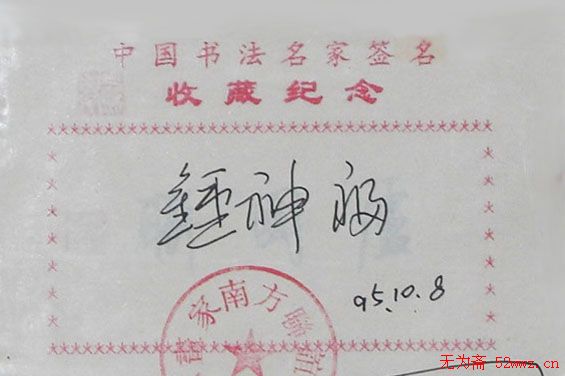 中国书法名家签名
收藏纪念
鍾神福
95.10.8
南方
无为斋 52wwz.cn